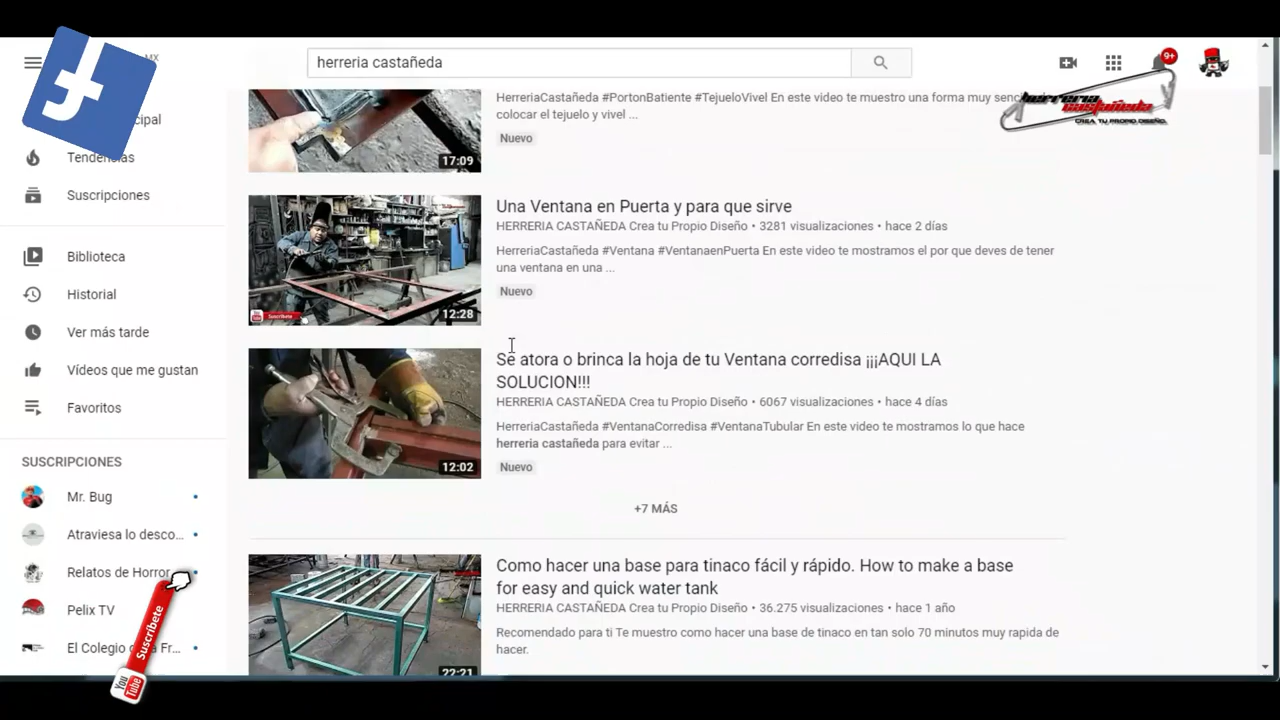 MX
herreria castañeda
9+
herreria
castañeda
CREA TU PROPIO DISEÑO.
Tendencias
Suscripciones
Biblioteca
Historial
Ver más tarde
Vídeos que me gustan
Favoritos
SUSCRIPCIONES
Mr. Bug
Atraviesa lo desco...
Relatos de Horror
Pelix TV
El Colegio
Fr...
Suscríbete
You
Tube
HerreriaCastañeda #PortonBatiente #TejueloVivel En este video te muestro una forma muy
colocar el tejuelo y vivel ...
Nuevo
17:09
Una Ventana en Puerta y para que sirve
HERRERIA CASTAÑEDA Crea tu Propio Diseño • 3281 visualizaciones • hace 2 días
HerreriaCastañeda #Ventana #VentanaenPuerta En este video te mostramos el por que deves de tener
una ventana en una ...
Nuevo
Suscribete
12:28
Se atora o brinca la hoja de tu Ventana corredisa ¡¡¡AQUI LA
SOLUCION!!!
HERRERIA CASTAÑEDA Crea tu Propio Diseño • 6067 visualizaciones • hace 4 días
HerreriaCastañeda #VentanaCorredisa #VentanaTubular En este video te mostramos lo que hace
herreria castañeda para evitar ...
Nuevo
12:02
+7 MÁS
Como hacer una base para tinaco fácil y rápido. How to make a base
for easy and quick water tank
HERRERIA CASTAÑEDA Crea tu Propio Diseño • 36.275 visualizaciones • hace 1 año
Recomendado para ti Te muestro como hacer una base de tinaco en tan solo 70 minutos muy rapida de
hacer.
22:21